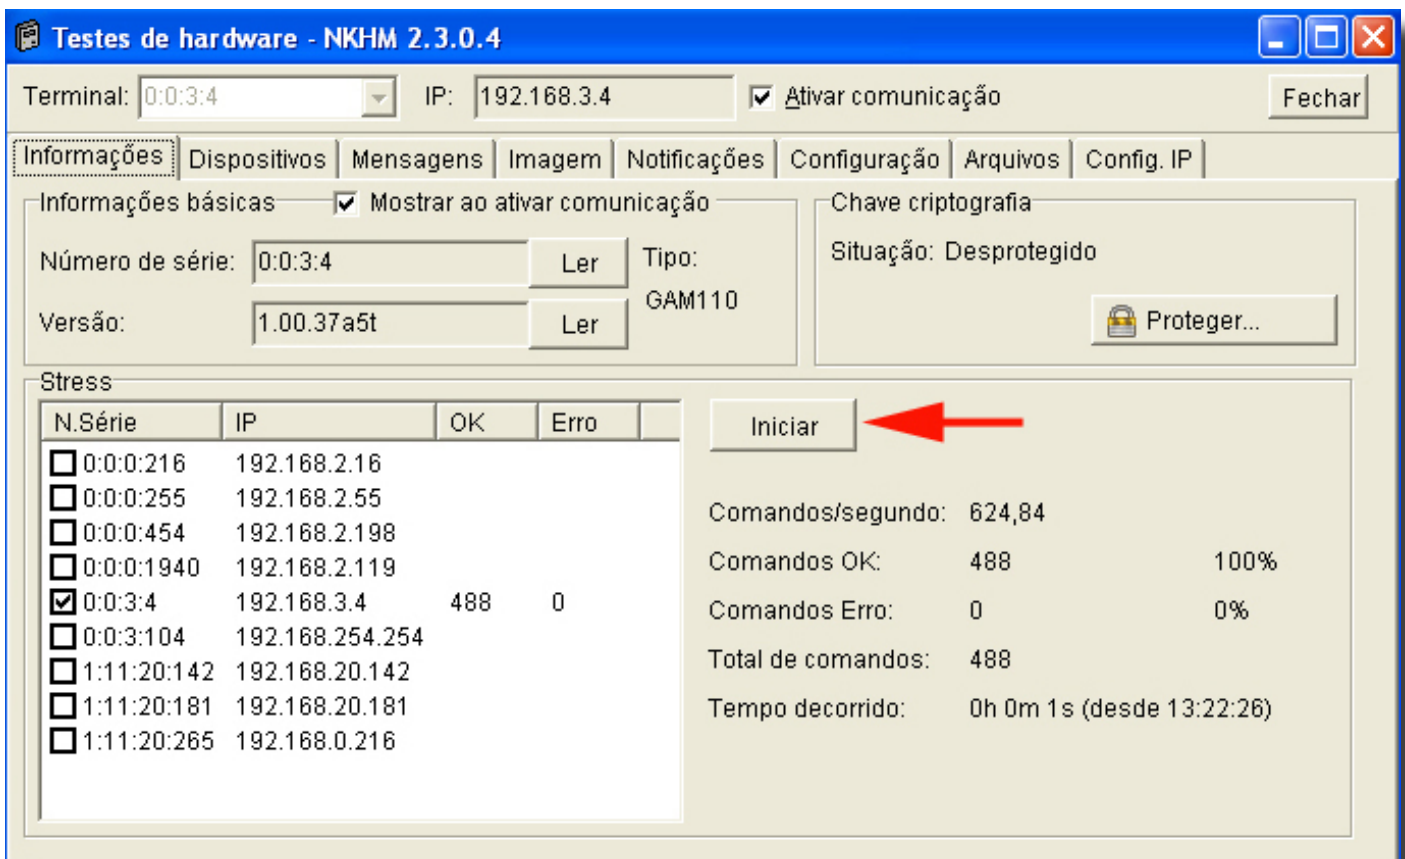 Testes de hardware - NKHM 2.3.0.4
Terminal: 0:0:3:4 IP: 192.168.3.4 Ativar comunicação Fechar
Informações Dispositivos Mensagens Imagem Notificações Configuração Arquivos Config. IP
Informações básicas Mostrar ao ativar comunicação Chave criptografia
Número de série: 0:0:3:4 Ler Tipo: Situação: Desprotegido
GAM110
Versão: 1.00.37a5t Ler Proteger...
Stress
N.Série IP OK Erro Iniciar
0:0:0:216 192.168.2.16
0:0:0:255 192.168.2.55
0:0:0:454 192.168.2.198
0:0:0:1940 192.168.2.119
0:0:3:4 192.168.3.4 488 0
0:0:3:104 192.168.254.254
1:11:20:142 192.168.20.142
1:11:20:181 192.168.20.181
1:11:20:265 192.168.0.216
Comandos/segundo: 624,84
Comandos OK: 488 100%
Comandos Erro: 0 0%
Total de comandos: 488
Tempo decorrido: 0h 0m 1s (desde 13:22:26)